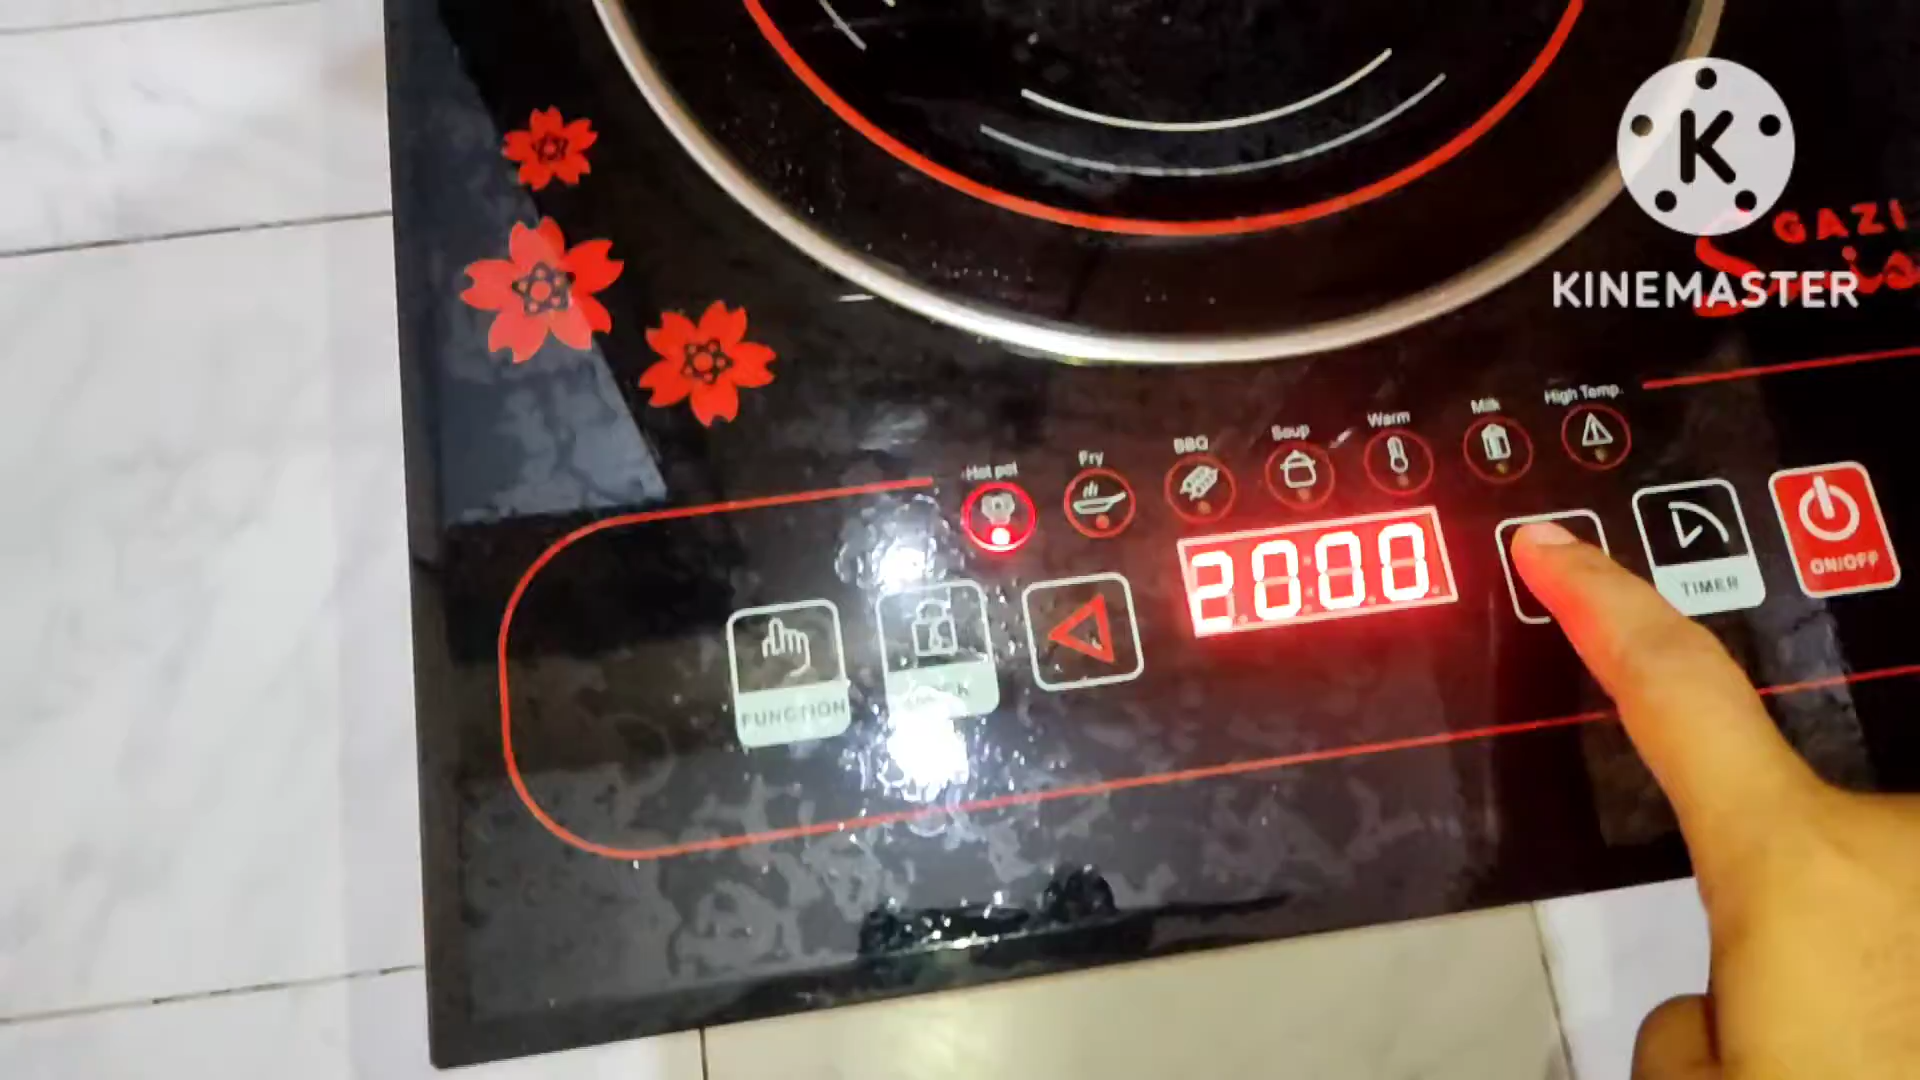 K
KINEMASTER
GAZI
Hot pot
Fry
BBQ
Soup
Warm
Milk
High Temp.
2000
FUNCTION
TIMER
ON/OFF